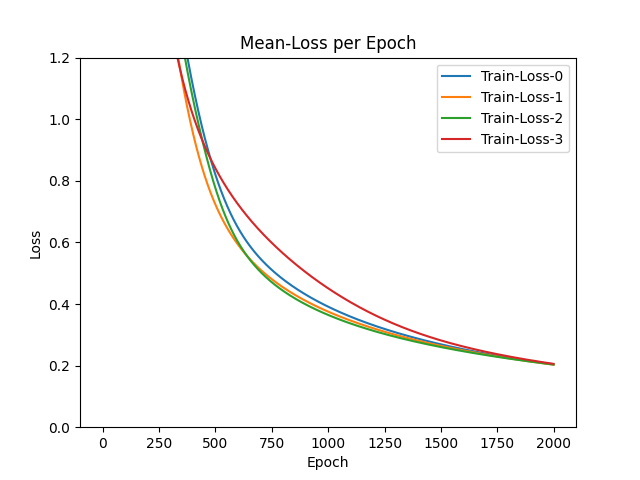 Mean-Loss per Epoch
1.2
1.0
0.8
0.6
0.4
0.2
0.0
Loss
Train-Loss-0
Train-Loss-1
Train-Loss-2
Train-Loss-3
0 250 500 750 1000 1250 1500 1750 2000
Epoch